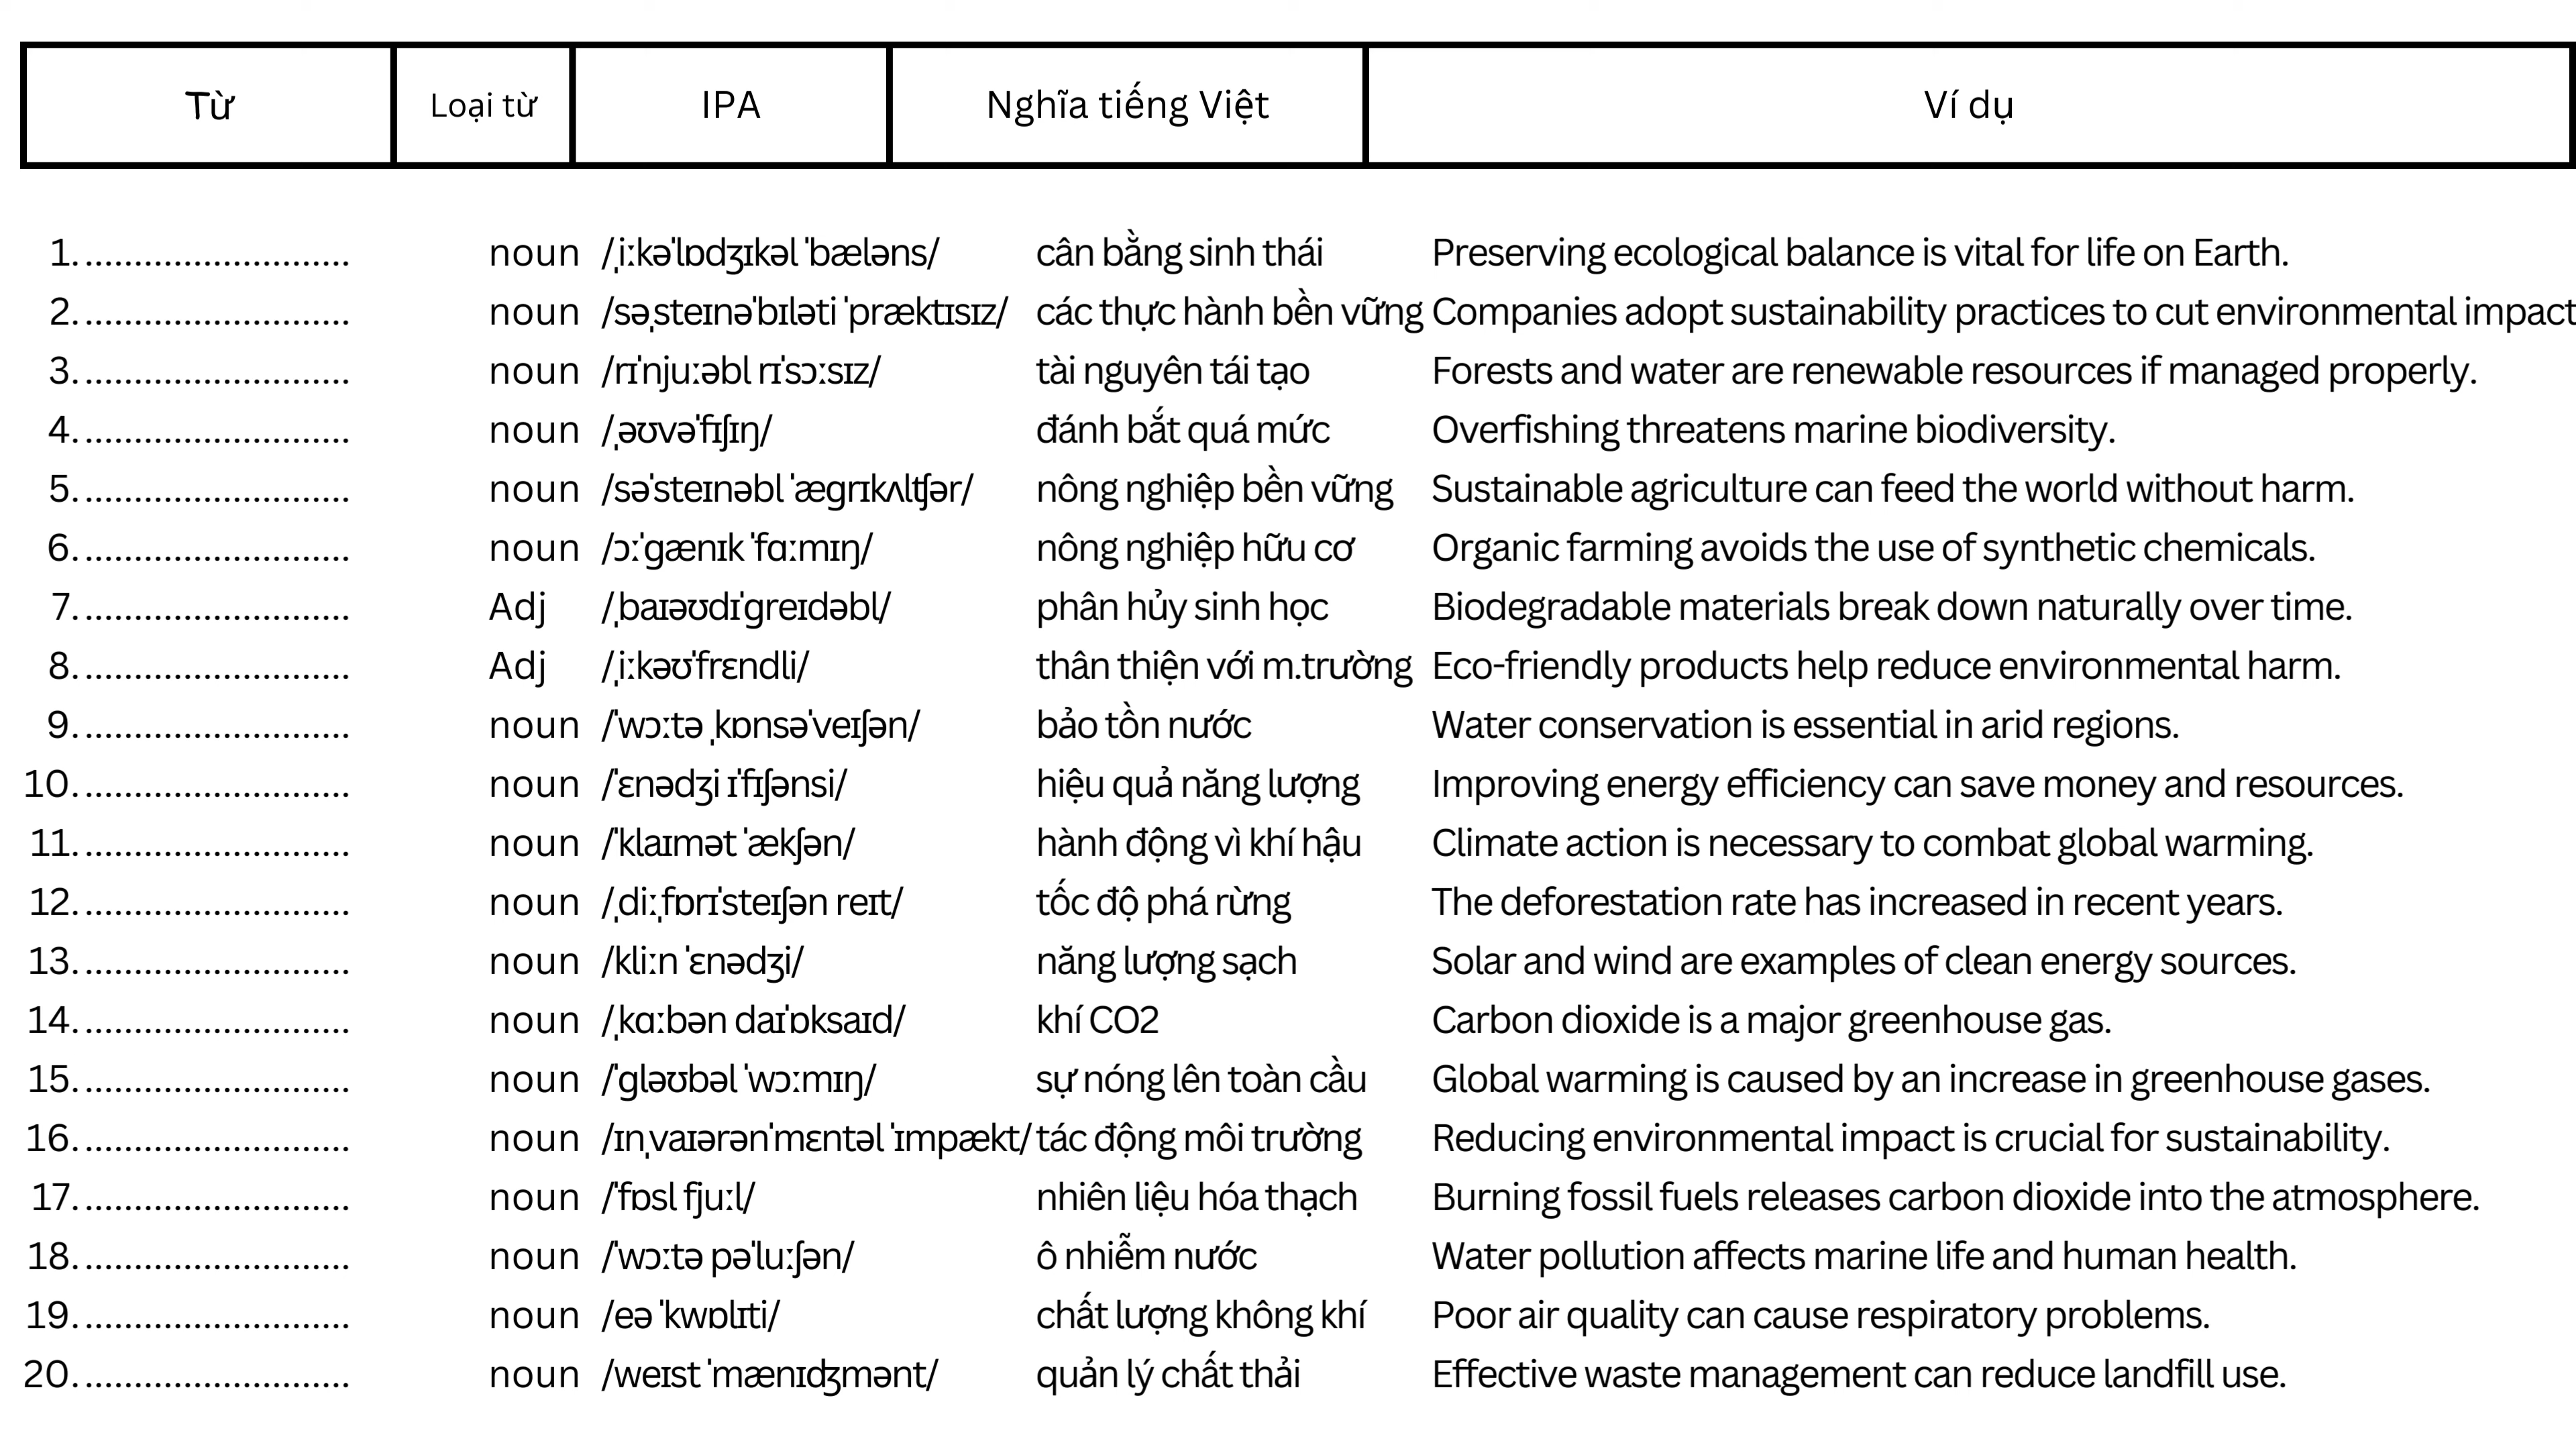 Từ Loại từ IPA Nghĩa tiếng Việt Ví dụ
1........................... noun /ˌiːkəˈlɒdʒɪkəl ˈbæləns/ cân bằng sinh thái Preserving ecological balance is vital for life on Earth.
2........................... noun /səˌsteɪnəˈbɪləti ˈpræktɪsɪz/ các thực hành bền vững Companies adopt sustainability practices to cut environmental impact
3........................... noun /rɪˈnjuːəbl rɪˈsɔːsɪz/ tài nguyên tái tạo Forests and water are renewable resources if managed properly.
4........................... noun /ˌəʊvəˈfɪʃɪŋ/ đánh bắt quá mức Overfishing threatens marine biodiversity.
5........................... noun /səˈsteɪnəbl ˈægrɪkʌlʧər/ nông nghiệp bền vững Sustainable agriculture can feed the world without harm.
6........................... noun /ɔːˈgænɪk ˈfɑːmɪŋ/ nông nghiệp hữu cơ Organic farming avoids the use of synthetic chemicals.
7........................... Adj /ˌbaɪəʊdɪˈgreɪdəbl/ phân hủy sinh học Biodegradable materials break down naturally over time.
8........................... Adj /ˌiːkəʊˈfrɛndli/ thân thiện với m.trường Eco-friendly products help reduce environmental harm.
9........................... noun /ˈwɔːtə ˌkɒnsəˈveɪʃən/ bảo tồn nước Water conservation is essential in arid regions.
10........................... noun /ˈɛnədʒi ɪˈfɪʃənsi/ hiệu quả năng lượng Improving energy efficiency can save money and resources.
11........................... noun /ˈklaɪmət ˈækʃən/ hành động vì khí hậu Climate action is necessary to combat global warming.
12........................... noun /ˌdiːˌfɒrɪˈsteɪʃən reɪt/ tốc độ phá rừng The deforestation rate has increased in recent years.
13........................... noun /kliːn ˈɛnədʒi/ năng lượng sạch Solar and wind are examples of clean energy sources.
14........................... noun /ˌkɑːbən daɪˈɒksaɪd/ khí CO2 Carbon dioxide is a major greenhouse gas.
15........................... noun /ˈgləʊbəl ˈwɔːmɪŋ/ sự nóng lên toàn cầu Global warming is caused by an increase in greenhouse gases.
16........................... noun /ɪnˌvaɪərənˈmɛntəl ˈɪmpækt/ tác động môi trường Reducing environmental impact is crucial for sustainability.
17........................... noun /ˈfɒsl fjuːl/ nhiên liệu hóa thạch Burning fossil fuels releases carbon dioxide into the atmosphere.
18........................... noun /ˈwɔːtə pəˈluːʃən/ ô nhiễm nước Water pollution affects marine life and human health.
19........................... noun /eə ˈkwɒlɪti/ chất lượng không khí Poor air quality can cause respiratory problems.
20........................... noun /weɪst ˈmænɪʤmənt/ quản lý chất thải Effective waste management can reduce landfill use.